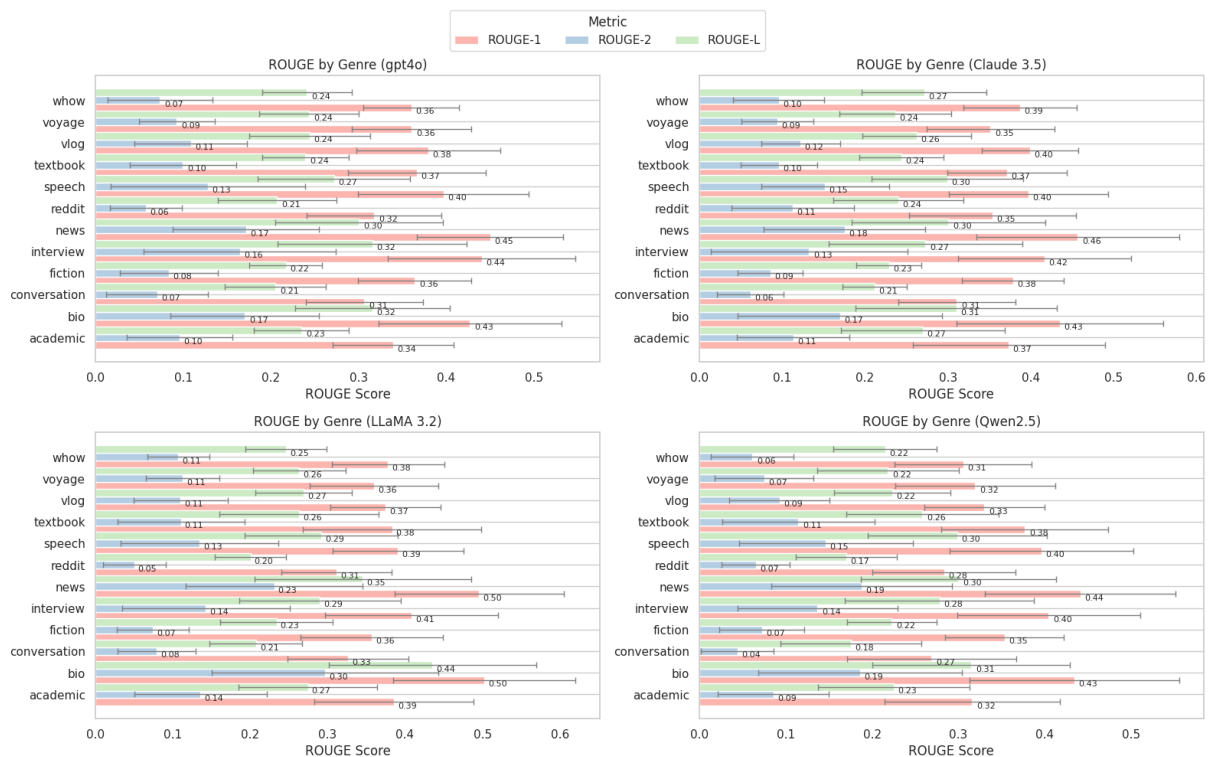 Metric
ROUGE-1 ROUGE-2 ROUGE-L
ROUGE by Genre (gpt4o)
0.24
whow 0.07
0.36
0.24
voyage 0.09
0.36
0.24
vlog 0.11
0.38
0.24
textbook 0.10
0.37
0.27
speech 0.13
0.40
0.21
reddit 0.06
0.32
0.30
news 0.17
0.45
0.32
interview 0.16
0.44
0.22
fiction 0.08
0.36
0.21
conversation 0.07
0.31
0.32
bio 0.17
0.43
0.23
academic 0.10
0.34
0.0 0.1 0.2 0.3 0.4 0.5
ROUGE Score
ROUGE by Genre (Claude 3.5)
0.27
whow 0.10
0.39
0.24
voyage 0.09
0.35
0.26
vlog 0.12
0.40
0.24
textbook 0.10
0.37
0.30
speech 0.15
0.40
0.24
reddit 0.11
0.35
0.30
news 0.18
0.46
0.27
interview 0.13
0.42
0.23
fiction 0.09
0.38
0.21
conversation 0.06
0.31
0.31
bio 0.17
0.43
0.27
academic 0.11
0.37
0.0 0.1 0.2 0.3 0.4 0.5 0.6
ROUGE Score
ROUGE by Genre (LLaMA 3.2)
0.25
whow 0.11
0.38
0.26
voyage 0.11
0.36
0.27
vlog 0.11
0.37
0.26
textbook 0.11
0.38
0.29
speech 0.13
0.39
0.20
reddit 0.05
0.31
0.35
news 0.23
0.50
0.29
interview 0.14
0.41
0.23
fiction 0.07
0.36
0.21
conversation 0.08
0.33
0.44
bio 0.30
0.50
0.27
academic 0.14
0.39
0.0 0.1 0.2 0.3 0.4 0.5 0.6
ROUGE Score
ROUGE by Genre (Qwen2.5)
0.22
whow 0.06
0.31
0.22
voyage 0.07
0.32
0.22
vlog 0.09
0.33
0.26
textbook 0.11
0.38
0.30
speech 0.15
0.40
0.17
reddit 0.07
0.28
0.30
news 0.19
0.44
0.28
interview 0.14
0.40
0.22
fiction 0.07
0.35
0.18
conversation 0.04
0.27
0.31
bio 0.19
0.43
0.23
academic 0.09
0.32
0.0 0.1 0.2 0.3 0.4 0.5
ROUGE Score